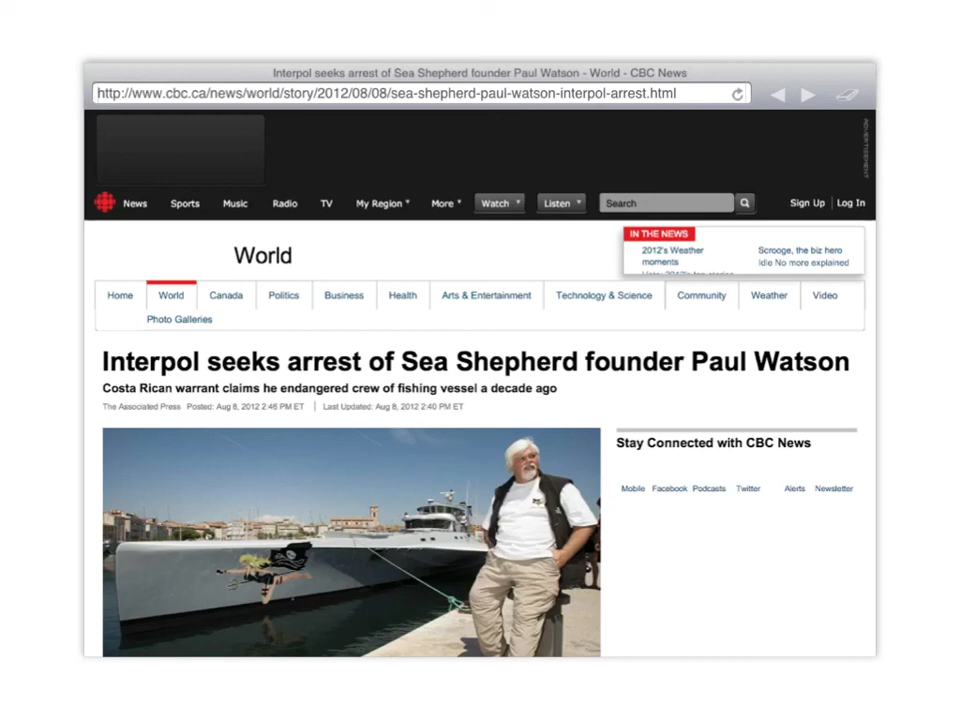 Interpol seeks arrest of Sea Shepherd founder Paul Watson - World - CBC News
http://www.cbc.ca/news/world/story/2012/08/08/sea-shepherd-paul-watson-interpol-arrest.html
ADVERTISEMENT
News Sports Music Radio TV My Region More Watch Listen Search Sign Up Log In
IN THE NEWS
World
2012's Weather moments
Scrooge, the biz hero
Idle No more explained
Home World Canada Politics Business Health Arts & Entertainment Technology & Science Community Weather Video
Photo Galleries
Interpol seeks arrest of Sea Shepherd founder Paul Watson
Costa Rican warrant claims he endangered crew of fishing vessel a decade ago
The Associated Press Posted: Aug 8, 2012 2:46 PM ET | Last Updated: Aug 8, 2012 2:40 PM ET
Stay Connected with CBC News
Mobile Facebook Podcasts Twitter Alerts Newsletter